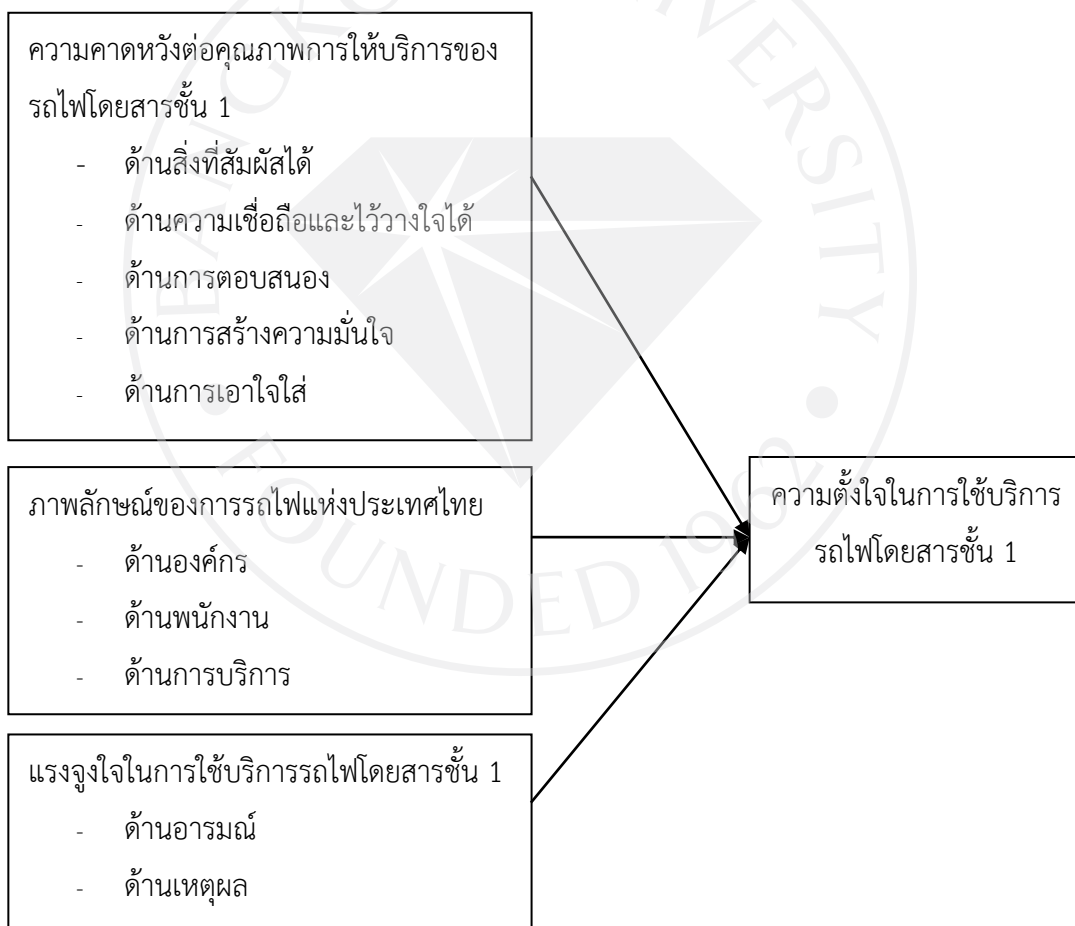 ความคาดหวังต่อคุณภาพการให้บริการของ
รถไฟโดยสารชั้น 1
- ด้านสิ่งที่สัมผัสได้
- ด้านความเชื่อถือและไว้วางใจได้
- ด้านการตอบสนอง
- ด้านการสร้างความมั่นใจ
- ด้านการเอาใจใส่
ภาพลักษณ์ของการรถไฟแห่งประเทศไทย
- ด้านองค์กร
- ด้านพนักงาน
- ด้านการบริการ
แรงจูงใจในการใช้บริการรถไฟโดยสารชั้น 1
- ด้านอารมณ์
- ด้านเหตุผล
ความตั้งใจในการใช้บริการ
รถไฟโดยสารชั้น 1
FOUNDED 1962